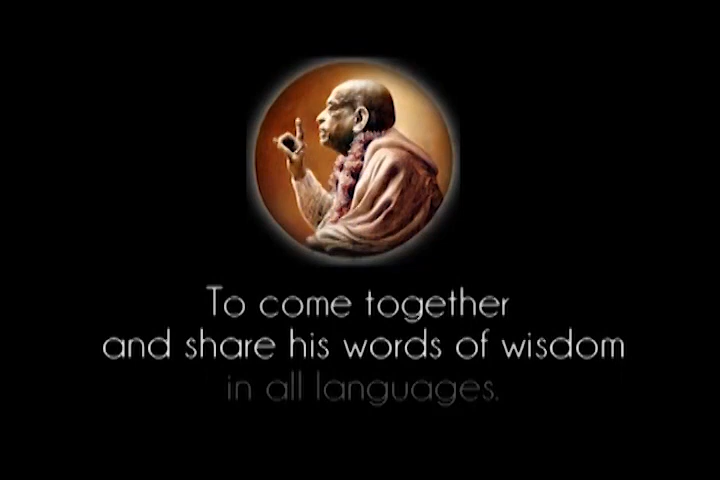 To come together
and share his words of wisdom
in all languages.